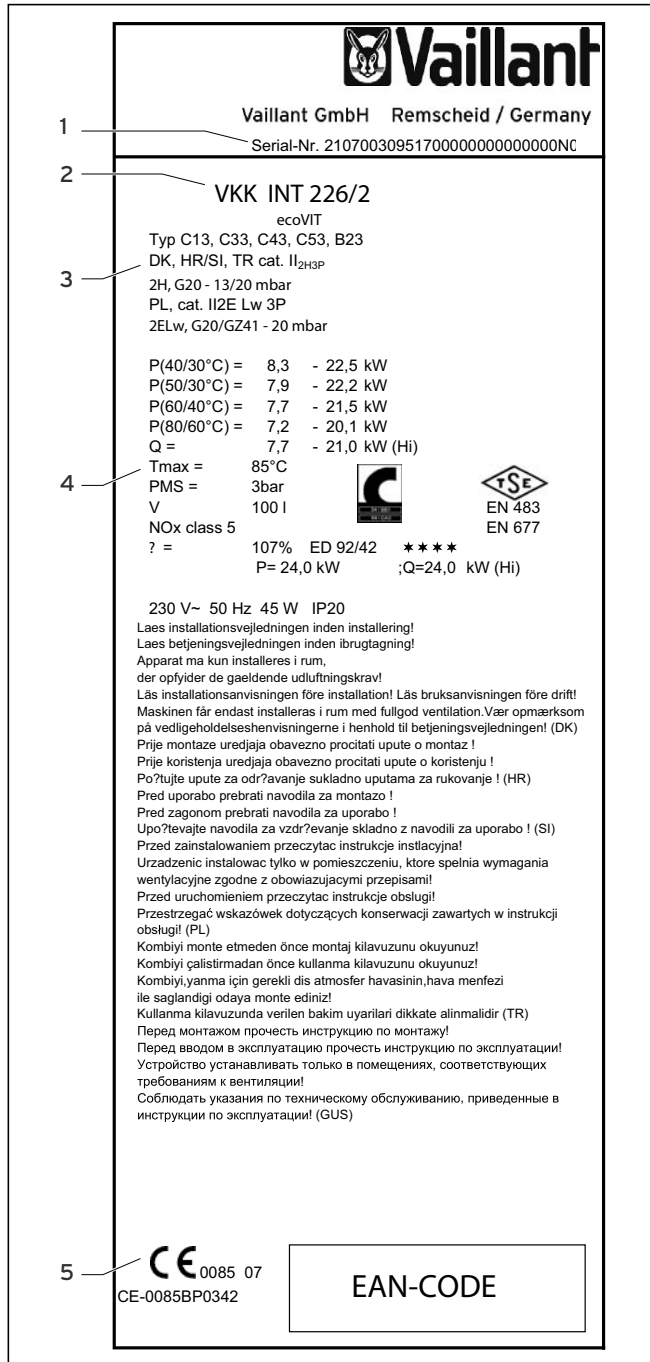 Vaillant
Vaillant GmbH Remscheid / Germany
1
Serial-Nr. 21070030951700000000000000N
2
VKK INT 226/2
ecoVIT
Typ C13, C33, C43, C53, B23
3
DK, HR/SI, TR cat. II2H3P
2H, G20 - 13/20 mbar
PL, cat. II2E Lw 3P
2ELw, G20/GZ41 - 20 mbar
P(40/30°C) = 8,3 - 22,5 kW
P(50/30°C) = 7,9 - 22,2 kW
P(60/40°C) = 7,7 - 21,5 kW
P(80/60°C) = 7,2 - 20,1 kW
Q = 7,7 - 21,0 kW (Hi)
4
Tmax = 85°C
PMS = 3bar
TSE
V 100 l
EN 483
NOx class 5
EN 677
? = 107% ED 92/42 ★★★★
P= 24,0 kW ;Q=24,0 kW (Hi)
230 V~ 50 Hz 45 W IP20
Laes installationsvejledningen inden installering!
Laes betjeningsvejledningen inden ibrugtagning!
Apparat ma kun installeres i rum,
der opfyider de gaeldende udluftningskrav!
Läs installationsanvisningen före installation! Läs bruksanvisningen före drift!
Maskinen får endast installeras i rum med fullgod ventilation.Vær opmærksom
på vedligeholdelseshenvisningerne i henhold til betjeningsvejledningen! (DK)
Prije montaze uredjaja obavezno procitati upute o montaz !
Prije koristenja uredjaja obavezno procitati upute o koristenju !
Po?tujte upute za odr?avanje sukladno uputama za rukovanje ! (HR)
Pred uporabo prebrati navodila za montazo !
Pred zagonom prebrati navodila za uporabo !
Upo?tevajte navodila za vzdr?evanje skladno z navodili za uporabo ! (SI)
Przed zainstalowaniem przeczytac instrukcje instlacyjna!
Urzadzenic instalowac tylko w pomieszczeniu, ktore spelnia wymagania
wentylacyjne zgodne z obowiazujacymi przepisami!
Przed uruchomieniem przeczytac instrukcje obslugi!
Przestrzegać wskazówek dotyczących konserwacji zawartych w instrukcji
obsługi! (PL)
Kombiyi monte etmeden önce montaj kilavuzunu okuyunuz!
Kombiyi çalistirmadan önce kullanma kilavuzunu okuyunuz!
Kombiyi,yanma için gerekli dis atmosfer havasinin,hava menfezi
ile saglandigi odaya monte ediniz!
Kullanma kilavuzunda verilen bakim uyarilari dikkate alinmalidir (TR)
Перед монтажом прочесть инструкцию по монтажу!
Перед вводом в эксплуатацию прочесть инструкцию по эксплуатации!
Устройство устанавливать только в помещениях, соответствующих
требованиям к вентиляции!
Соблюдать указания по техническому обслуживанию, приведенные в
инструкции по эксплуатации! (GUS)
5
CE 0085 07
CE-0085BP0342
EAN-CODE